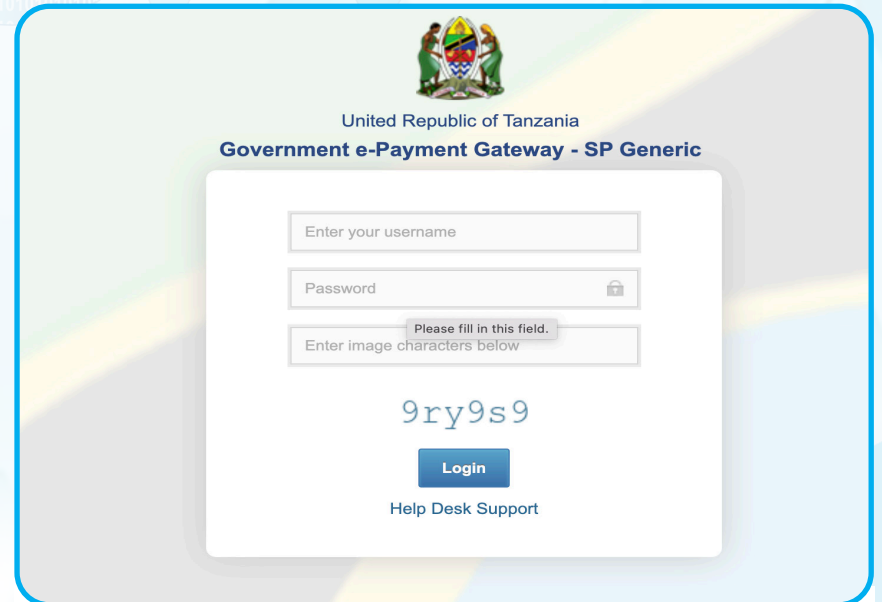 United Republic of Tanzania
Government e-Payment Gateway - SP Generic
Enter your username
Password
Please fill in this field.
Enter image characters below
9ry9s9
Login
Help Desk Support